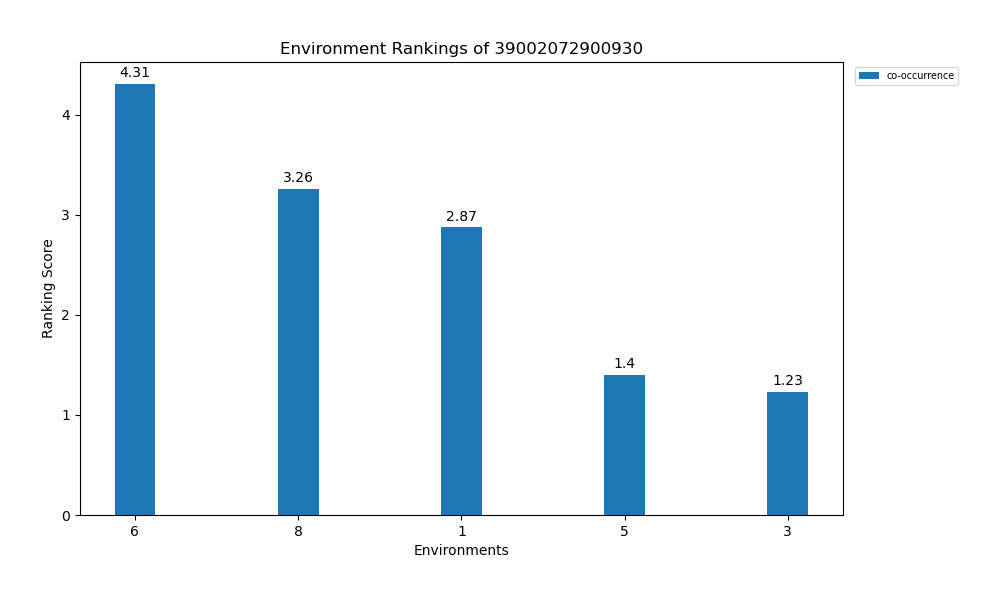 Environment Rankings of 39002072900930
co-occurrence
4.31
3.26
2.87
1.4
1.23
Ranking Score
4
3
2
1
0
6 8 1 5 3
Environments